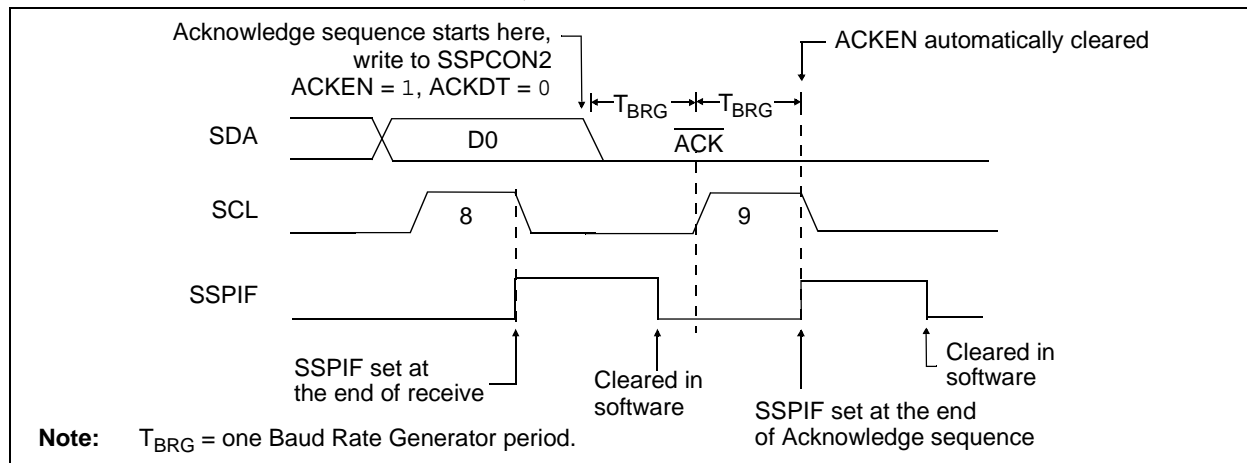 Acknowledge sequence starts here,
write to SSPCON2
ACKEN = 1, ACKDT = 0
ACKEN automatically cleared
TBRG
TBRG
SDA
D0
ACK
SCL
8
9
SSPIF
SSPIF set at
the end of receive
Cleared in
software
SSPIF set at the end
of Acknowledge sequence
Cleared in
software
Note: TBRG = one Baud Rate Generator period.